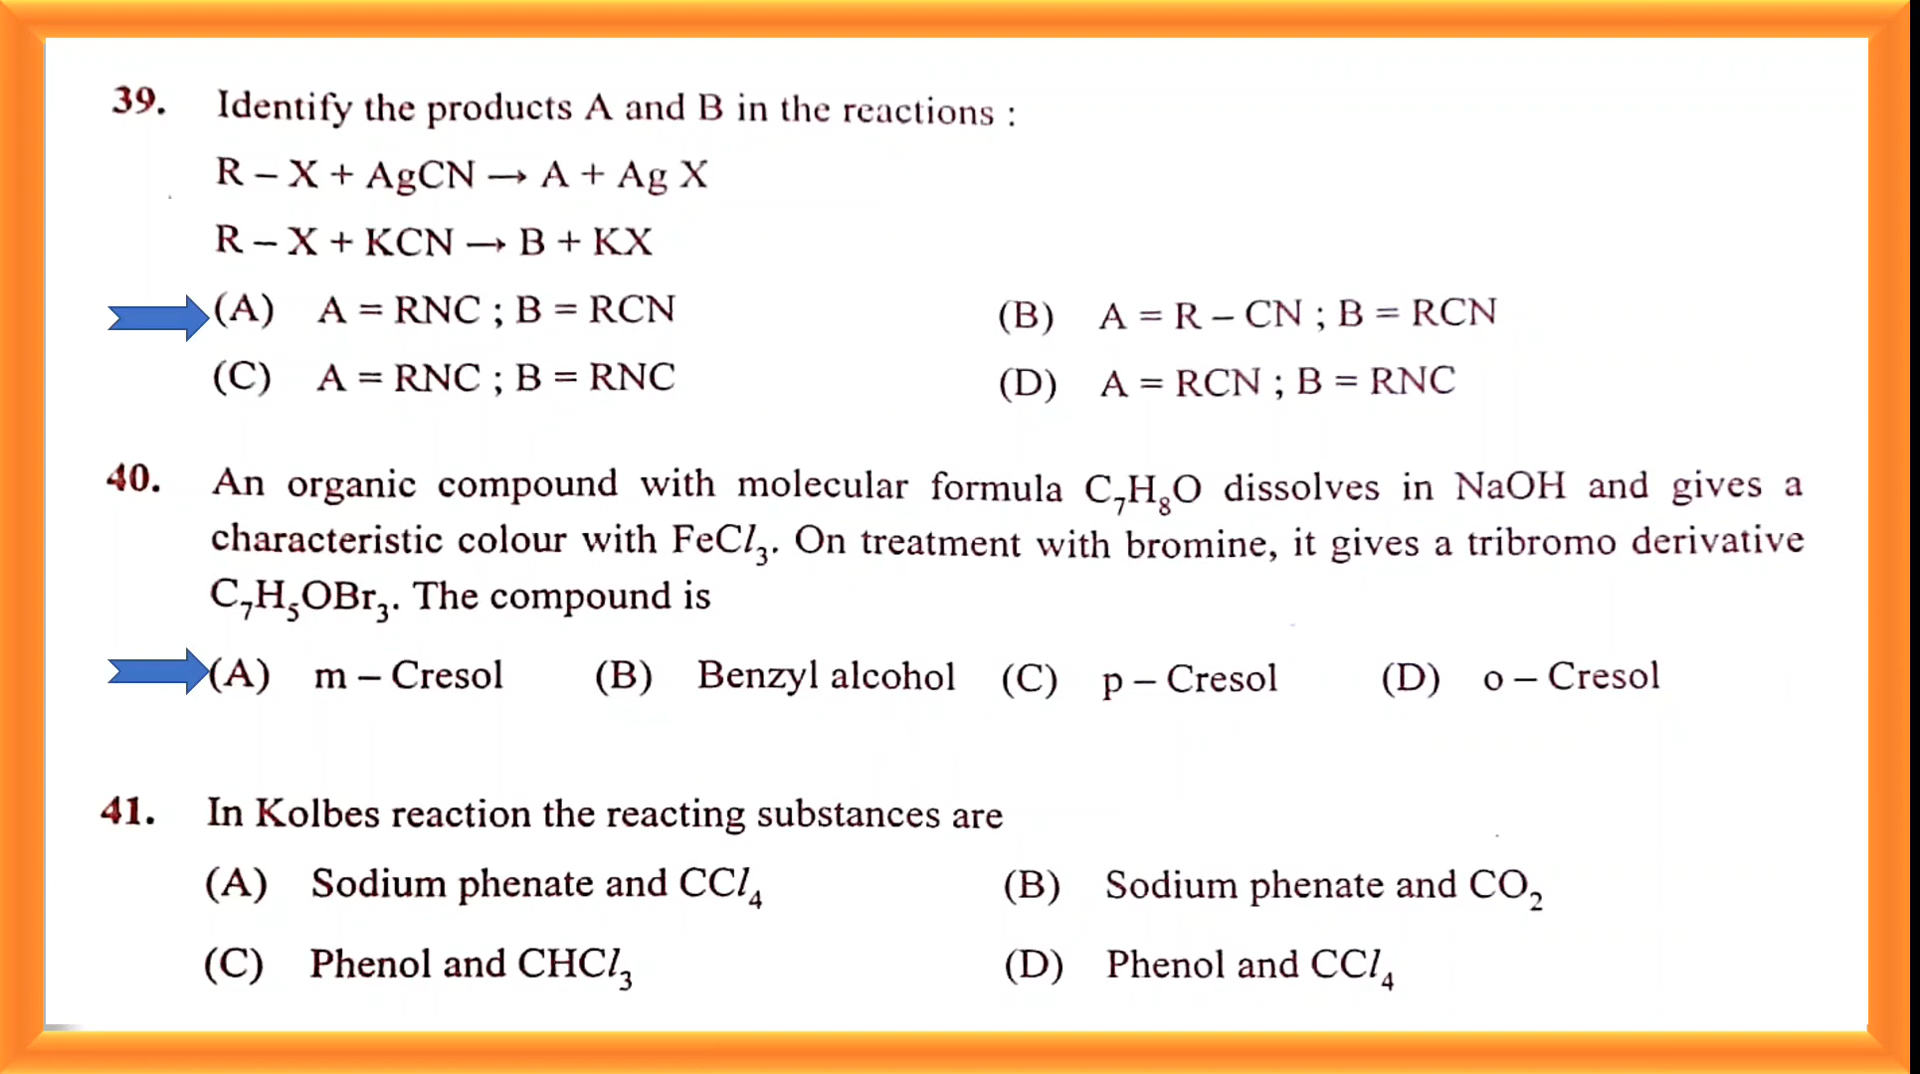 39. Identify the products A and B in the reactions :
R – X + AgCN → A + Ag X
R – X + KCN → B + KX
(A) A = RNC ; B = RCN (B) A = R – CN ; B = RCN
(C) A = RNC ; B = RNC (D) A = RCN ; B = RNC
40. An organic compound with molecular formula C₇H₈O dissolves in NaOH and gives a
characteristic colour with FeCl₃. On treatment with bromine, it gives a tribromo derivative
C₇H₅OBr₃. The compound is
(A) m – Cresol (B) Benzyl alcohol (C) p – Cresol (D) o – Cresol
41. In Kolbes reaction the reacting substances are
(A) Sodium phenate and CCl₄ (B) Sodium phenate and CO₂
(C) Phenol and CHCl₃ (D) Phenol and CCl₄